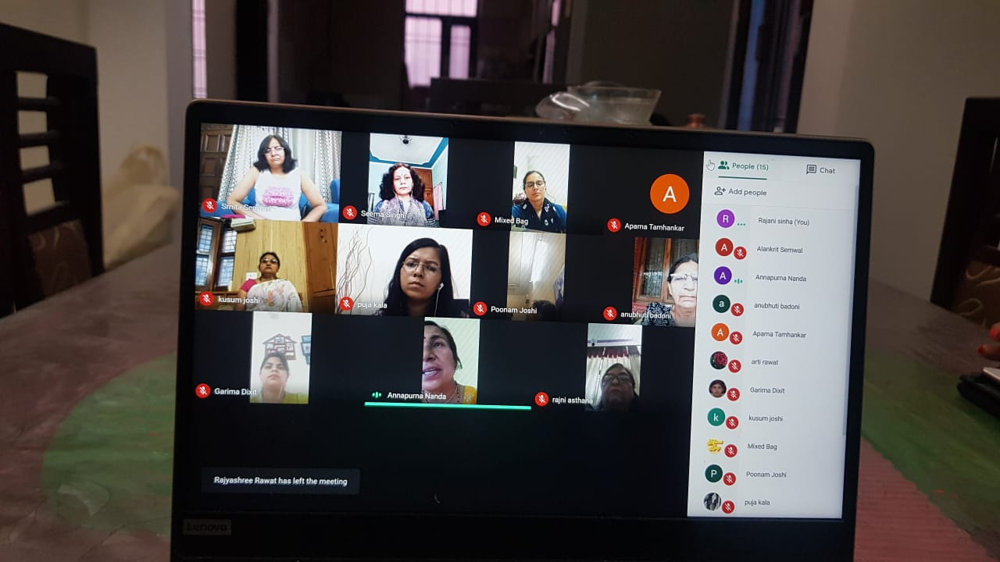 Smita Semwal
Seema Singh
Mixed Bag
A
Aparna Tamhankar
kusum joshi
puja kala
Poonam Joshi
anubhuti badoni
Garima Dixit
Annapurna Nanda
rajni asthana
Rajyashree Rawat has left the meeting
People (15)
Chat
Add people
R
Rajani sinha (You)
A
Alankrit Semwal
A
Annapurna Nanda
a
anubhuti badoni
A
Aparna Tamhankar
arti rawat
Garima Dixit
k
kusum joshi
Mixed Bag
P
Poonam Joshi
puja kala
Lenovo